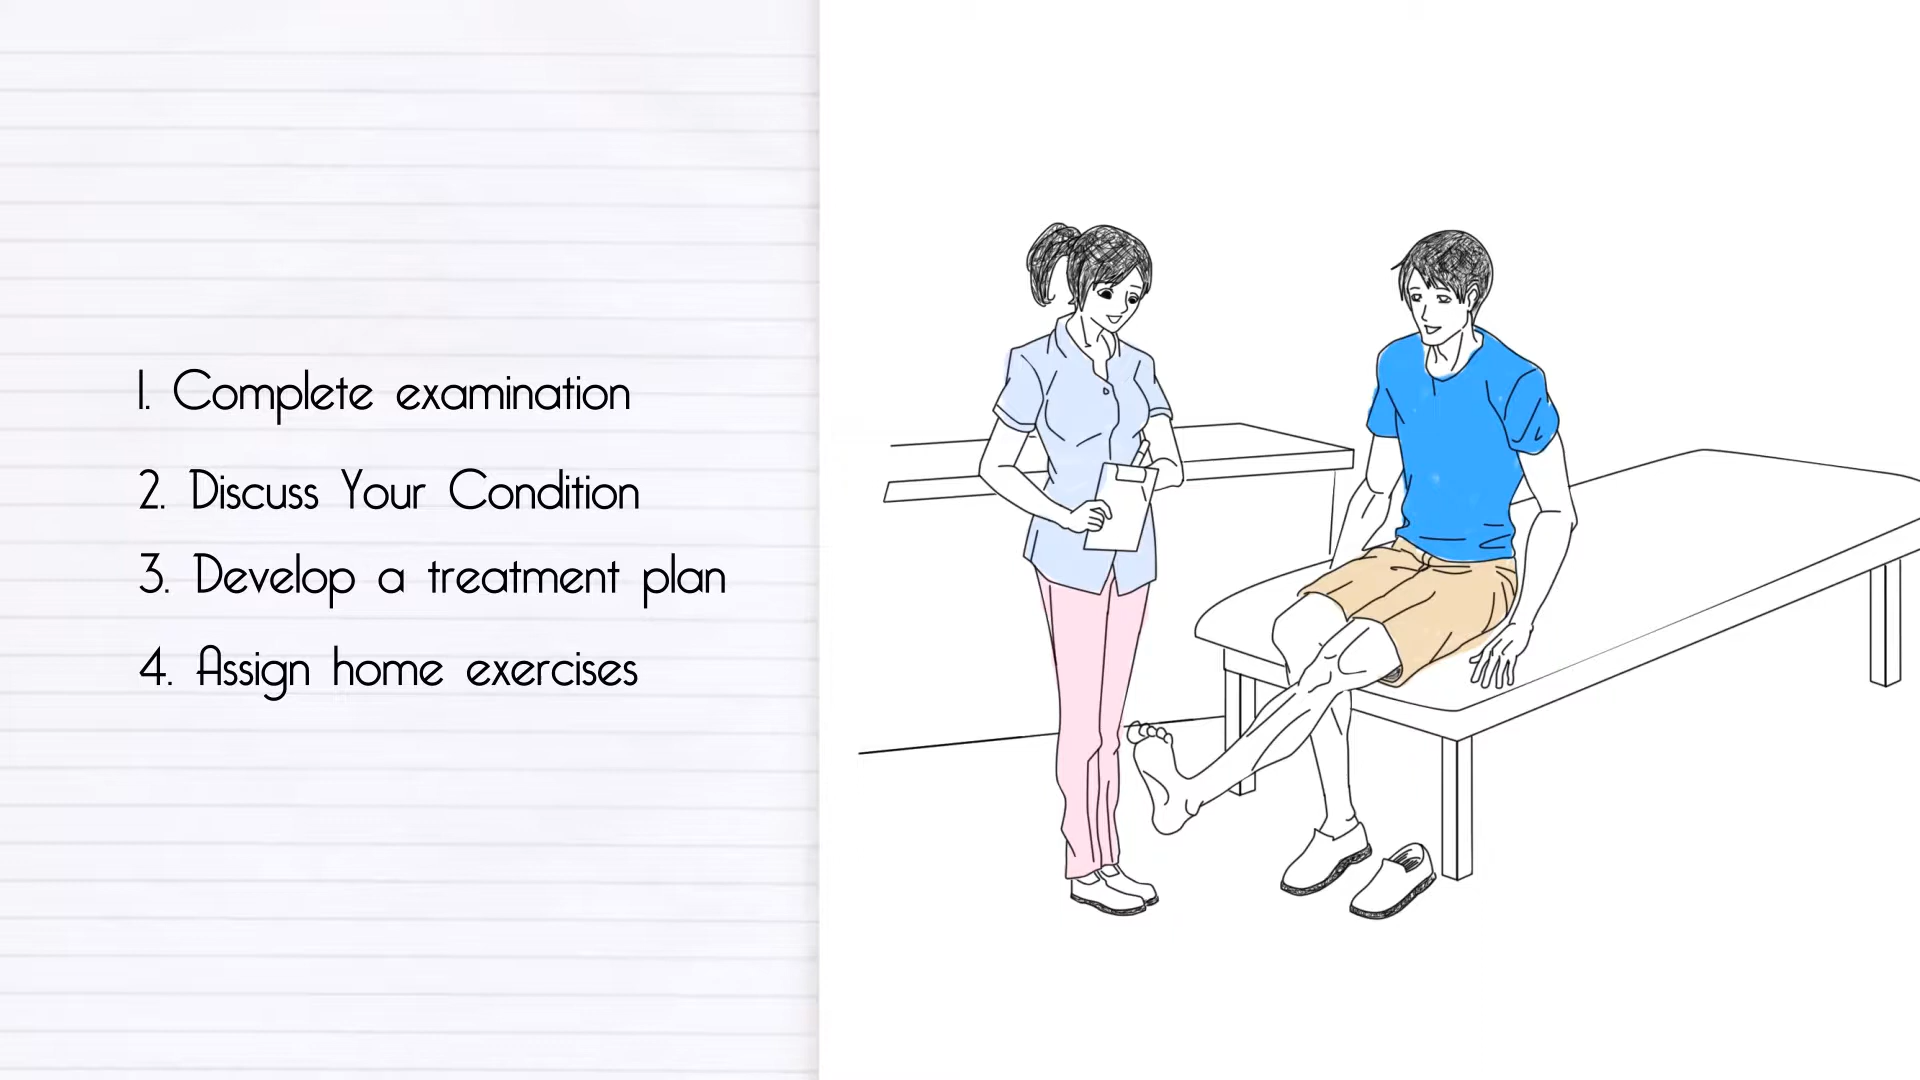 1. Complete examination
2. Discuss Your Condition
3. Develop a treatment plan
4. Assign home exercises